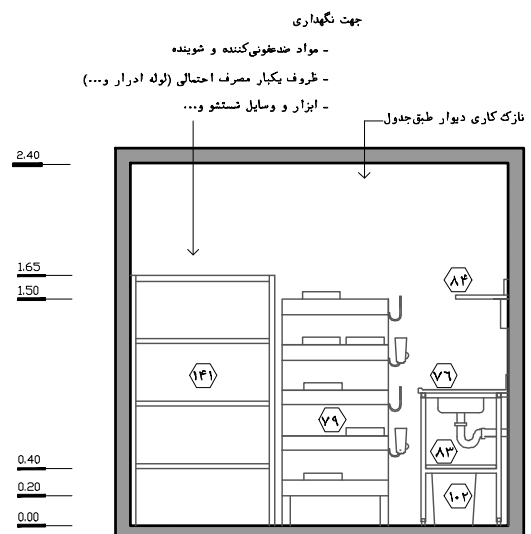 جهت نگهداری
- مواد ضدعفونی‌کننده و شوینده
- ظروف یکبار مصرف احتمالی (لوله ادرار و...)
- ابزار و وسایل شستشو و...
نازک کاری دیوار طبق‌جدول
2.40
1.65
1.50
0.40
0.20
0.00
۸۴
۷۶
۱۴۱
۷۹
۸۳
۱۰۲